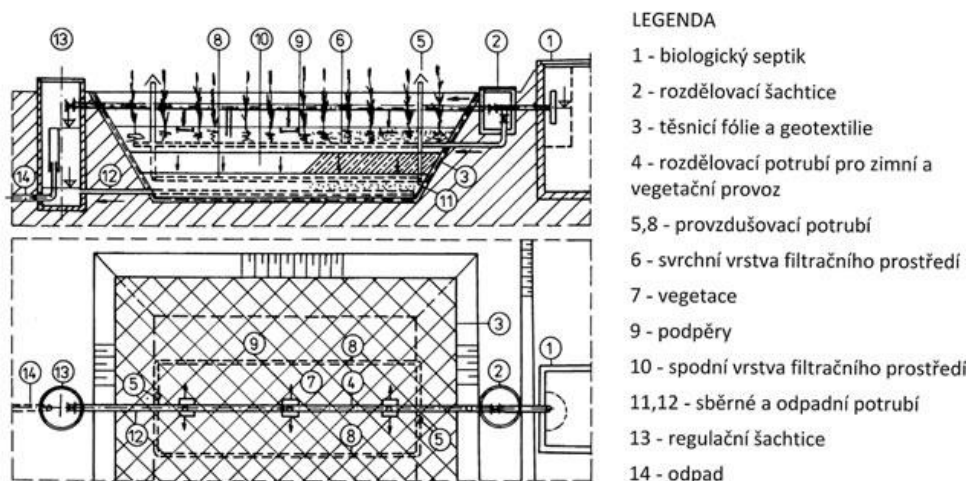 13 8 10 9 6 5 2 1
14 12 11 3
9 8 3 1
14 13 5 7 4 2
12 8 5
LEGENDA
1 - biologický septik
2 - rozdělovací šachtice
3 - těsnicí fólie a geotextilie
4 - rozdělovací potrubí pro zimní a
vegetační provoz
5,8 - provzdušovací potrubí
6 - svrchní vrstva filtračního prostředí
7 - vegetace
9 - podpěry
10 - spodní vrstva filtračního prostředí
11,12 - sběrné a odpadní potrubí
13 - regulační šachtice
14 - odpad